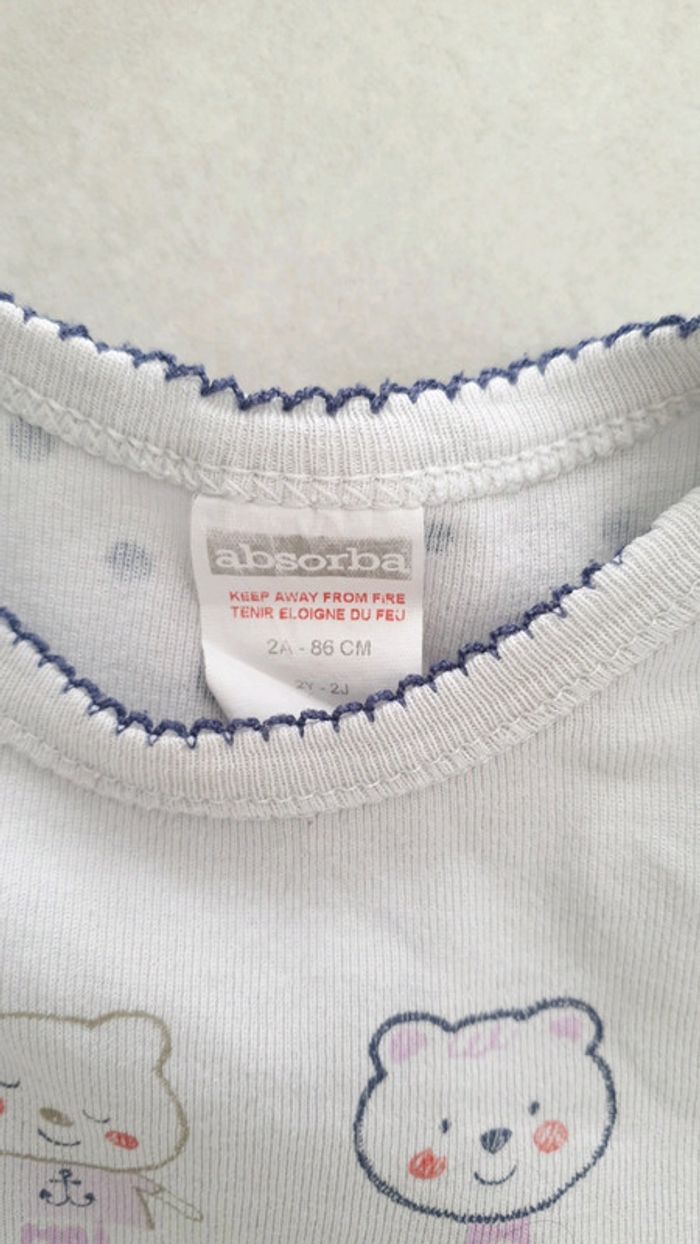 absorba
KEEP AWAY FROM FIRE
TENIR ELOIGNE DU FEU
2A - 86 CM
2Y - 2J